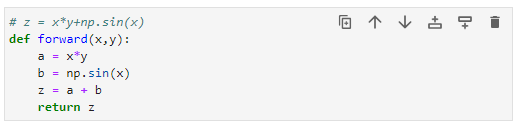 # z = x*y+np.sin(x)
def forward(x,y):
    a = x*y
    b = np.sin(x)
    z = a + b
    return z